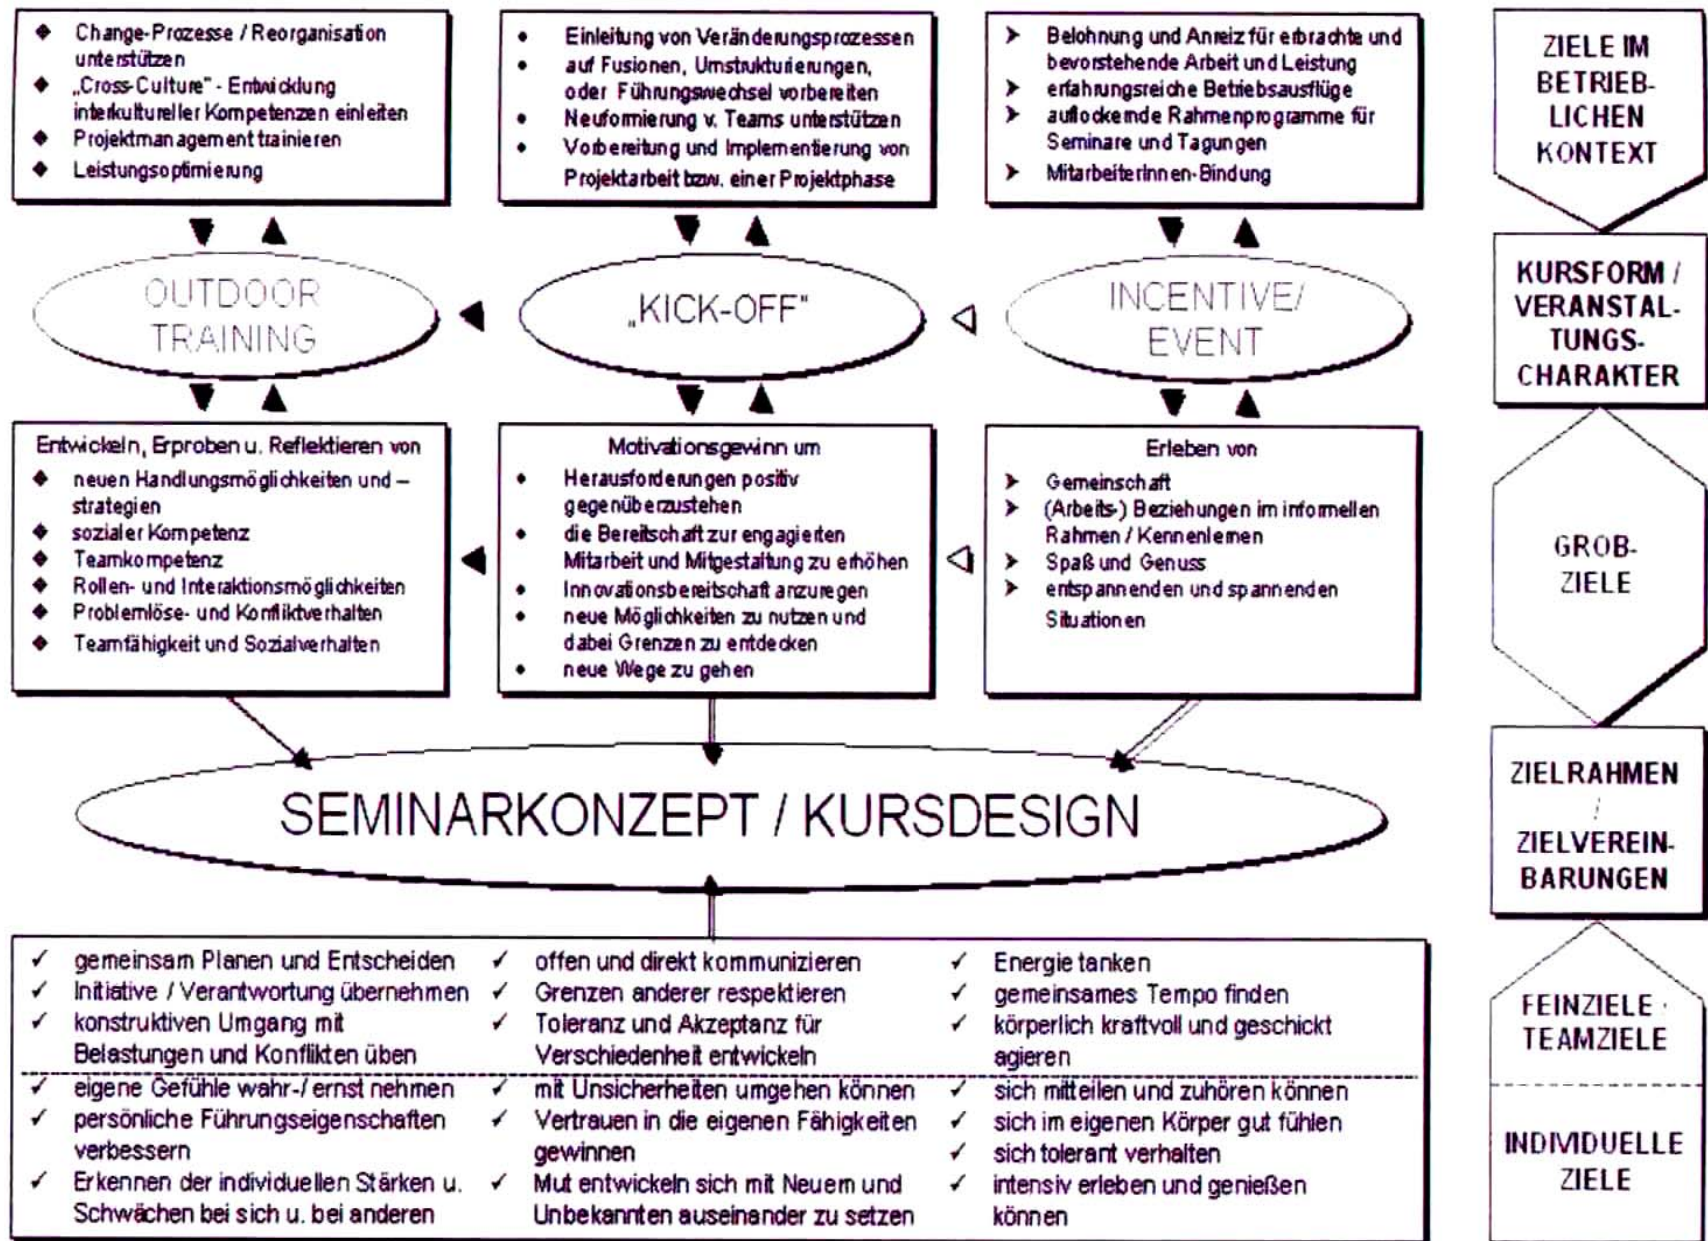 ◆ Change-Prozesse / Reorganisation
unterstützen
◆ „Cross-Culture" - Entwicklung
interkultureller Kompetenzen einleiten
◆ Projektmanagement trainieren
◆ Leistungsoptimierung
• Einleitung von Veränderungsprozessen
• auf Fusionen, Umstrukturierungen,
oder Führungswechsel vorbereiten
• Neuformierung v. Teams unterstützen
• Vorbereitung und Implementierung von
Projektarbeit bzw. einer Projektphase
➤ Belohnung und Anreiz für erbrachte und
bevorstehende Arbeit und Leistung
➤ erfahrungsreiche Betriebsausflüge
➤ auflockernde Rahmenprogramme für
Seminare und Tagungen
➤ MitarbeiterInnen-Bindung
ZIELE IM
BETRIEB-
LICHEN
KONTEXT
OUTDOOR
TRAINING
„KICK-OFF"
INCENTIVE/
EVENT
KURSFORM /
VERANSTAL-
TUNGS-
CHARAKTER
Entwickeln, Erproben u. Reflektieren von
◆ neuen Handlungsmöglichkeiten und –
strategien
◆ sozialer Kompetenz
◆ Teamkompetenz
◆ Rollen- und Interaktionsmöglichkeiten
◆ Problemlöse- und Konfliktverhalten
◆ Teamfähigkeit und Sozialverhalten
Motivationsgewinn um
• Herausforderungen positiv
gegenüberzustehen
• die Bereitschaft zur engagierten
Mitarbeit und Mitgestaltung zu erhöhen
• Innovationsbereitschaft anzuregen
• neue Möglichkeiten zu nutzen und
dabei Grenzen zu entdecken
• neue Wege zu gehen
Erleben von
➤ Gemeinschaft
➤ (Arbeits-) Beziehungen im informellen
Rahmen / Kennenlernen
➤ Spaß und Genuss
➤ entspannenden und spannenden
Situationen
GROB-
ZIELE
SEMINARKONZEPT / KURSDESIGN
ZIELRAHMEN
/
ZIELVEREIN-
BARUNGEN
✓ gemeinsam Planen und Entscheiden
✓ Initiative / Verantwortung übernehmen
✓ konstruktiven Umgang mit
Belastungen und Konflikten üben
✓ offen und direkt kommunizieren
✓ Grenzen anderer respektieren
✓ Toleranz und Akzeptanz für
Verschiedenheit entwickeln
✓ Energie tanken
✓ gemeinsames Tempo finden
✓ körperlich kraftvoll und geschickt
agieren
FEINZIELE ·
TEAMZIELE
✓ eigene Gefühle wahr-/ ernst nehmen
✓ persönliche Führungseigenschaften
verbessern
✓ Erkennen der individuellen Stärken u.
Schwächen bei sich u. bei anderen
✓ mit Unsicherheiten umgehen können
✓ Vertrauen in die eigenen Fähigkeiten
gewinnen
✓ Mut entwickeln sich mit Neuem und
Unbekannten auseinander zu setzen
✓ sich mitteilen und zuhören können
✓ sich im eigenen Körper gut fühlen
✓ sich tolerant verhalten
✓ intensiv erleben und genießen
können
INDIVIDUELLE
ZIELE